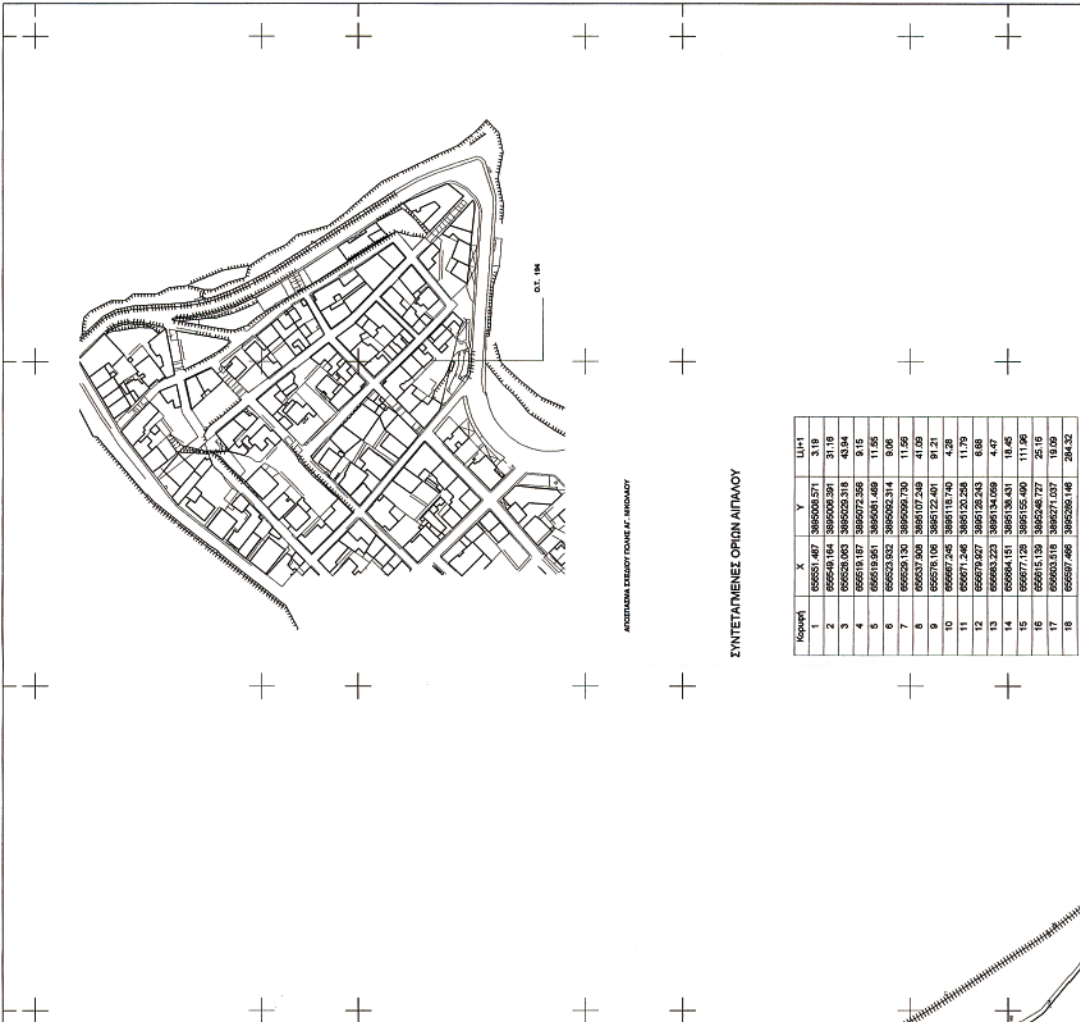 Ο.Τ. 194
ΑΠΟΣΠΑΣΜΑ ΣΧΕΔΙΟΥ ΠΟΛΗΣ ΑΓ. ΝΙΚΟΛΑΟΥ
ΣΥΝΤΕΤΑΓΜΕΝΕΣ ΟΡΙΩΝ ΑΙΓΙΑΛΟΥ
Κορυφή X Y Li,i+1
1 656551.487 3895008.571 3.19
2 656549.164 3895006.391 31.16
3 656528.063 3895029.318 43.94
4 656519.187 3895072.356 9.15
5 656519.961 3895081.469 11.55
6 656523.932 3895092.314 9.06
7 656529.130 3895099.730 11.56
8 656537.908 3895107.249 41.09
9 656576.106 3895122.401 91.21
10 656667.245 3895118.740 4.28
11 656671.246 3895120.258 11.79
12 656679.927 3895128.243 6.68
13 656683.223 3895134.059 4.47
14 656684.151 3895138.431 18.45
15 656677.128 3895155.490 111.96
16 656615.139 3895248.727 25.16
17 656603.518 3895271.037 19.09
18 656597.466 3895289.146 284.32